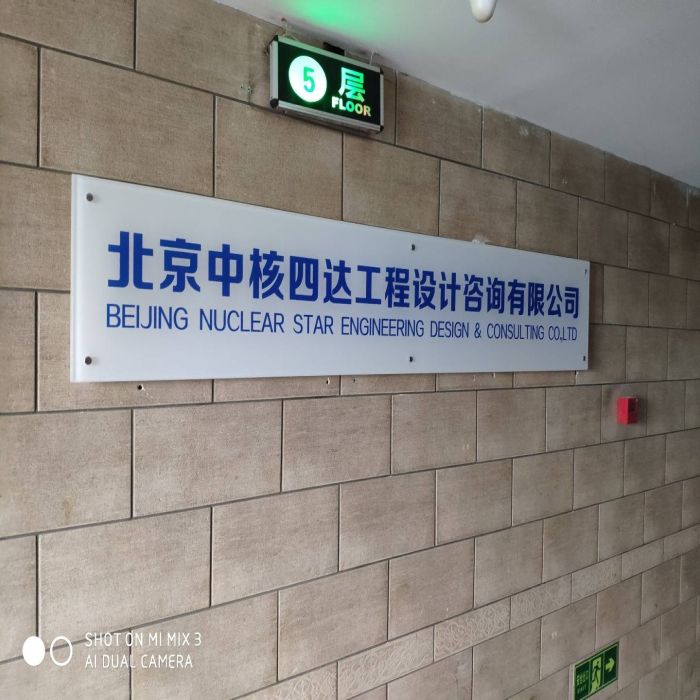 5 层
FLOOR
北京中核四达工程设计咨询有限公司
BEIJING NUCLEAR STAR ENGINEERING DESIGN & CONSULTING CO.,LTD
SHOT ON MI MIX 3
AI DUAL CAMERA